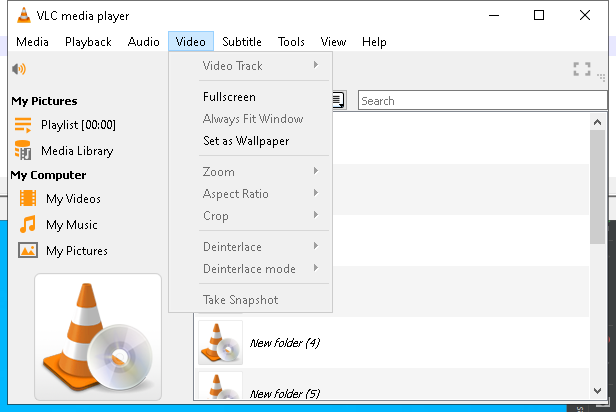 VLC media player
Media Playback Audio Video Subtitle Tools View Help
Video Track
Fullscreen
Always Fit Window
Set as Wallpaper
Zoom
Aspect Ratio
Crop
Deinterlace
Deinterlace mode
Take Snapshot
Search
My Pictures
Playlist [00:00]
Media Library
My Computer
My Videos
My Music
My Pictures
New folder (4)
New folder (5)